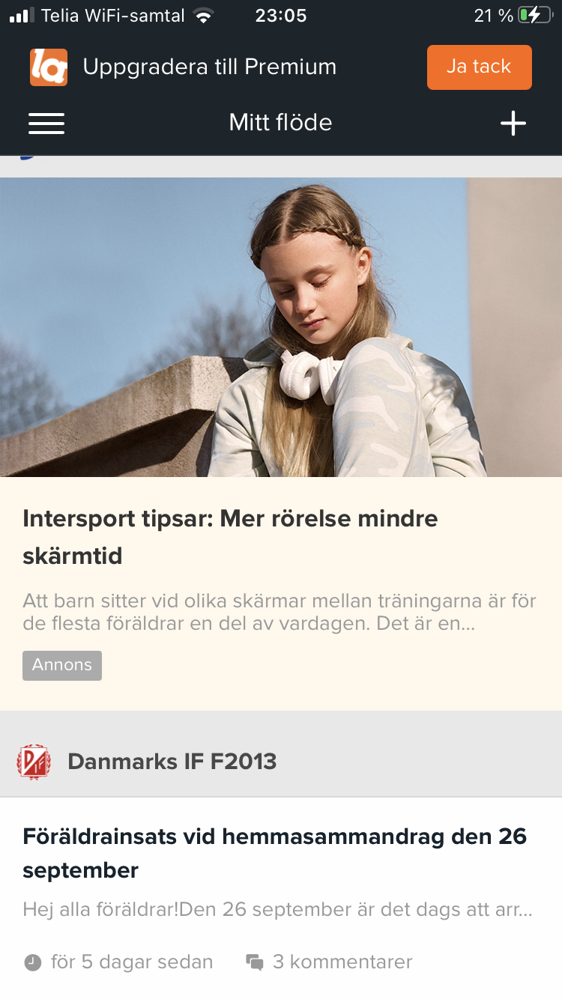 Telia WiFi-samtal 23:05 21 %
la Uppgradera till Premium Ja tack
Mitt flöde
Intersport tipsar: Mer rörelse mindre
skärmtid
Att barn sitter vid olika skärmar mellan träningarna är för
de flesta föräldrar en del av vardagen. Det är en...
Annons
DIF Danmarks IF F2013
Föräldrainsats vid hemmasammandrag den 26
september
Hej alla föräldrar!Den 26 september är det dags att arr...
för 5 dagar sedan 3 kommentarer